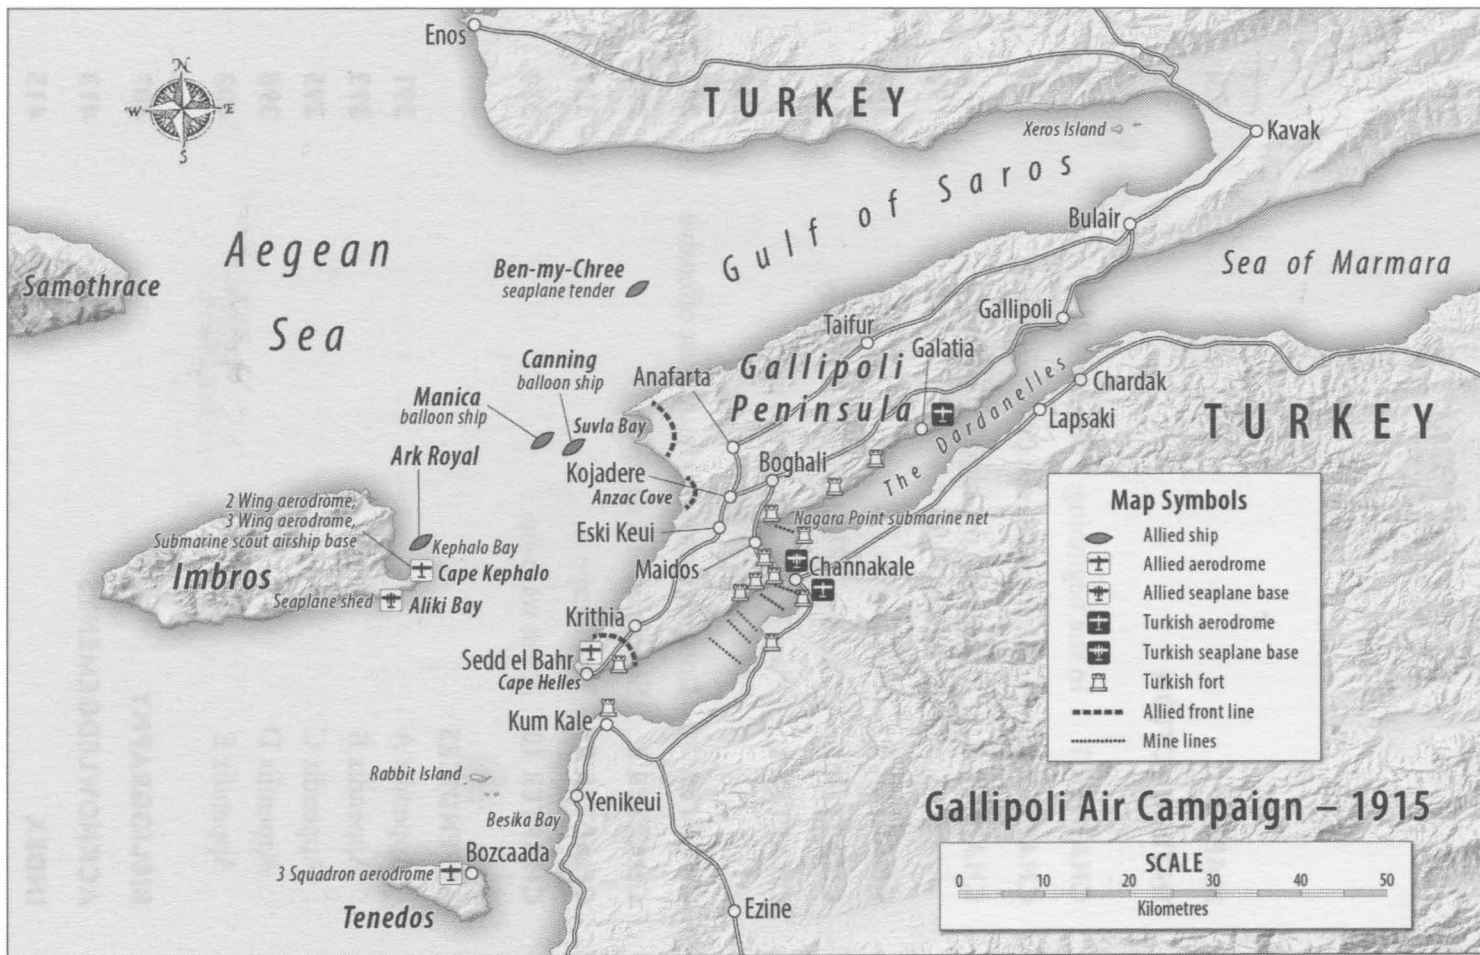 Enos
N
W
E
S
TURKEY
Xeros Island
Kavak
Gulf of Saros
Bulair
Aegean
Sea
Samothrace
Ben-my-Chree
seaplane tender
Sea of Marmara
Gallipoli
Taifur
Galatia
Gallipoli
Peninsula
Canning
balloon ship
Anafarta
Manica
balloon ship
Suvla Bay
The Dardanelles
Chardak
Lapsaki
TURKEY
Ark Royal
Kojadere
Anzac Cove
Boghali
2 Wing aerodrome,
3 Wing aerodrome,
Submarine scout airship base
Eski Keui
Nagara Point submarine net
Kephalo Bay
Imbros
Cape Kephalo
Maidos
Channakale
Seaplane shed
Aliki Bay
Krithia
Sedd el Bahr
Cape Helles
Kum Kale
Rabbit Island
Yenikeui
Besika Bay
Bozcaada
3 Squadron aerodrome
Tenedos
Ezine
Map Symbols
Allied ship
Allied aerodrome
Allied seaplane base
Turkish aerodrome
Turkish seaplane base
Turkish fort
Allied front line
Mine lines
Gallipoli Air Campaign – 1915
SCALE
0 10 20 30 40 50
Kilometres